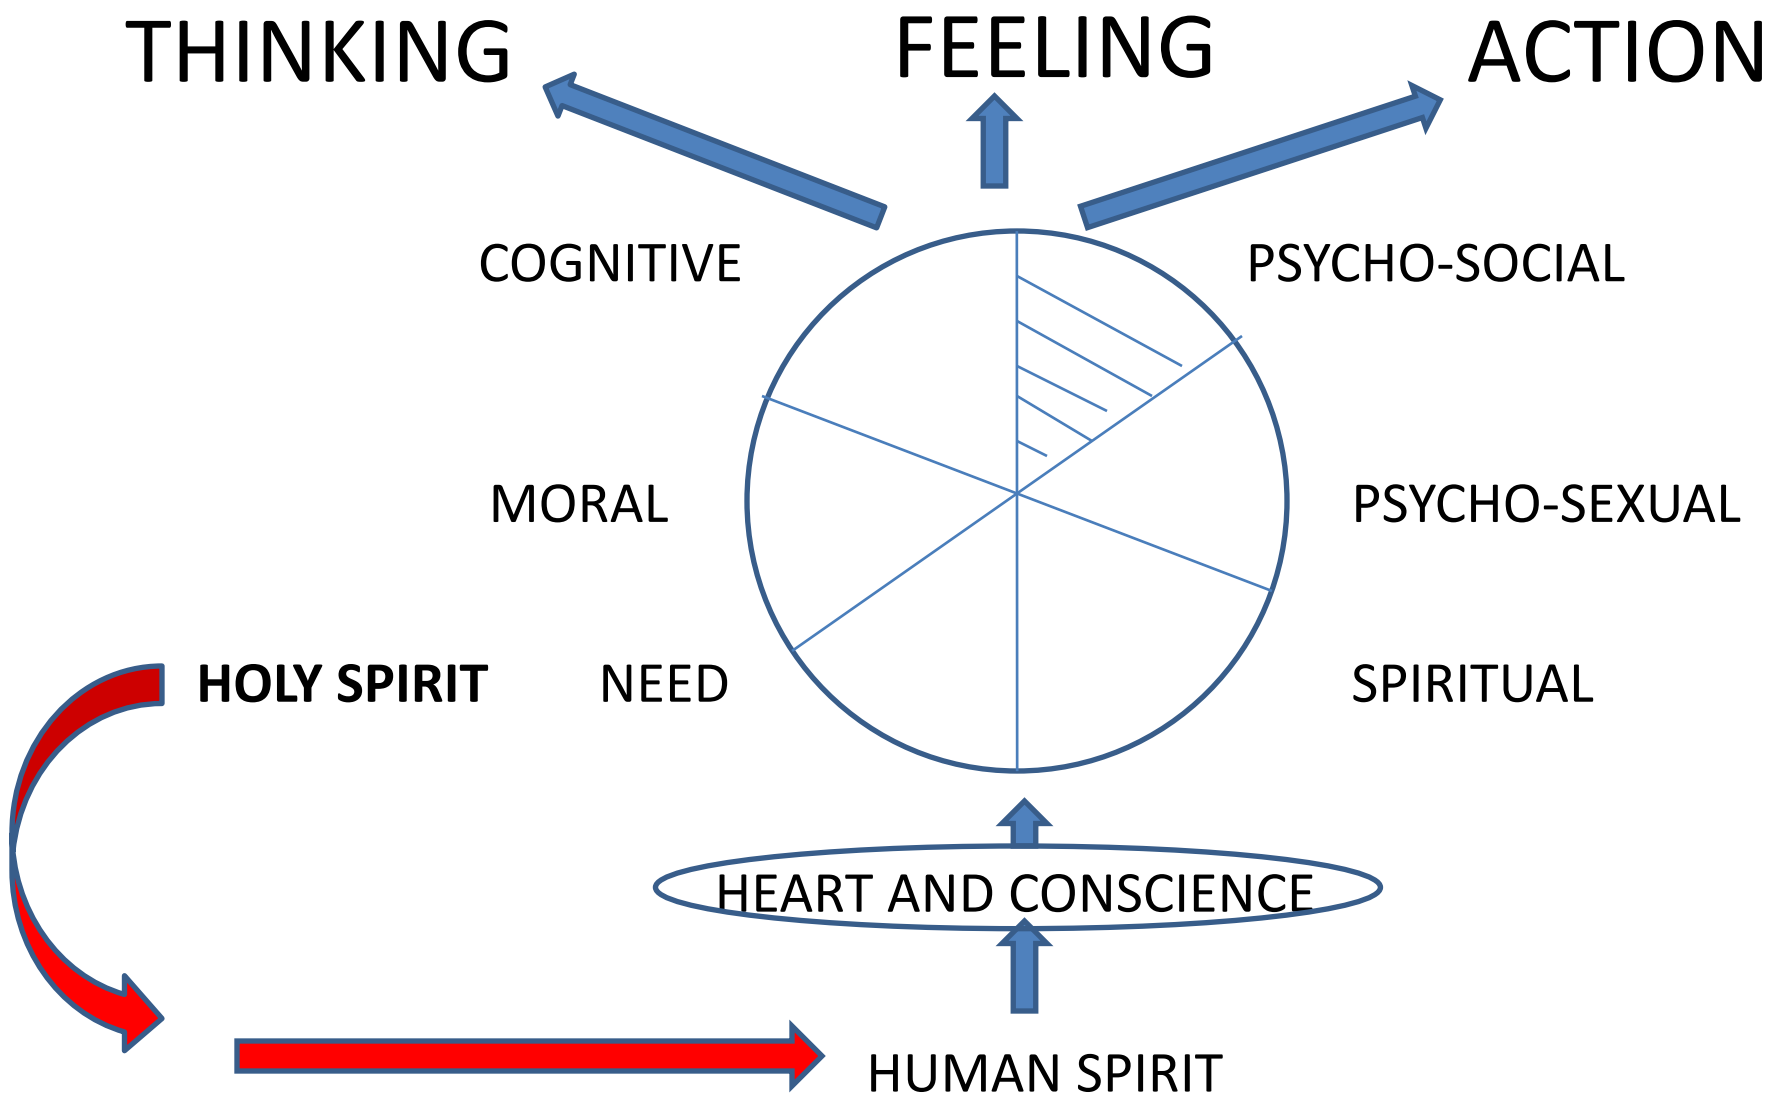 THINKING
FEELING
ACTION
COGNITIVE
PSYCHO-SOCIAL
MORAL
PSYCHO-SEXUAL
HOLY SPIRIT
NEED
SPIRITUAL
HEART AND CONSCIENCE
HUMAN SPIRIT